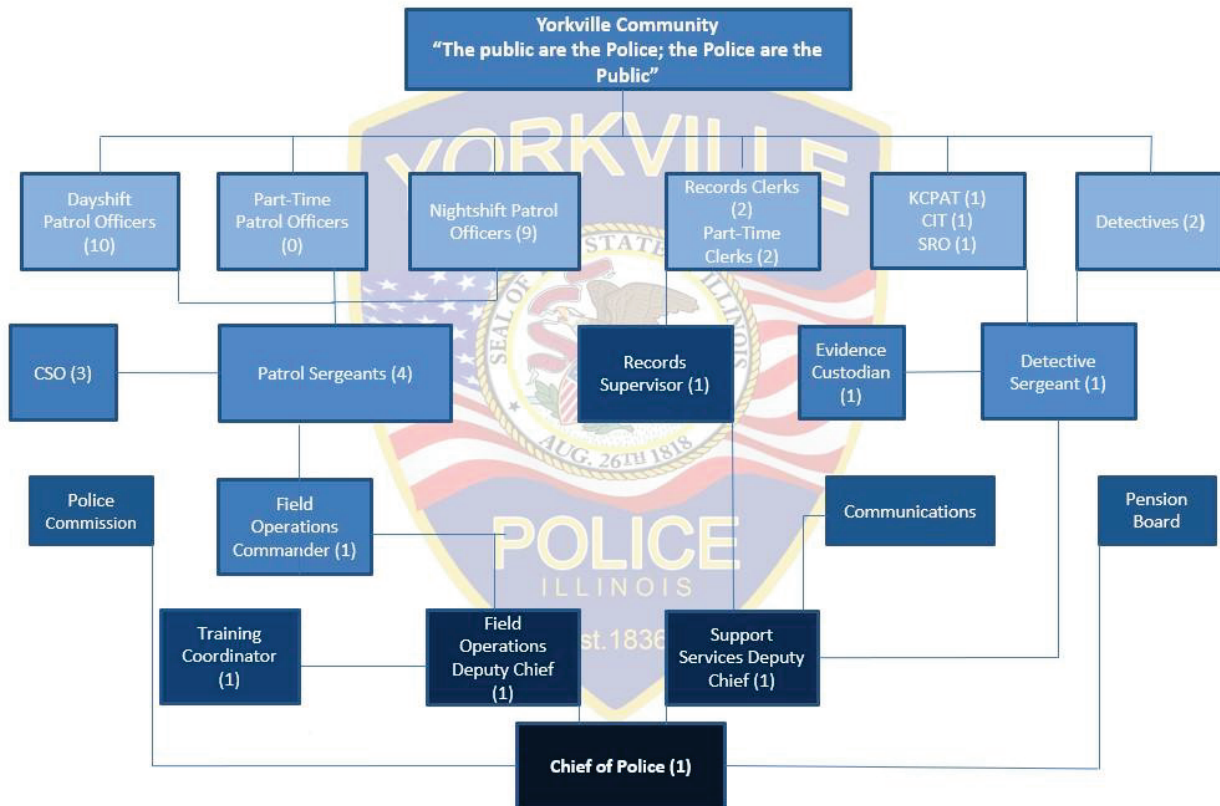 Yorkville Community
“The public are the Police; the Police are the
Public”
Dayshift
Patrol Officers
(10)
Part-Time
Patrol Officers
(0)
Nightshift Patrol
Officers (9)
Records Clerks
(2)
Part-Time
Clerks (2)
KCPAT (1)
CIT (1)
SRO (1)
Detectives (2)
CSO (3)
Patrol Sergeants (4)
Records
Supervisor (1)
Evidence
Custodian
(1)
Detective
Sergeant (1)
Police
Commission
Field
Operations
Commander (1)
Communications
Pension
Board
Training
Coordinator
(1)
Field
Operations
Deputy Chief
(1)
Support
Services Deputy
Chief (1)
Chief of Police (1)
YORKVILLE
SEAL OF STATE ILLINOIS
AUG. 26TH 1818
POLICE
ILLINOIS
st.1836